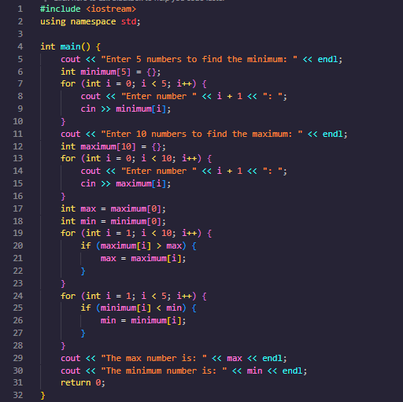 1 #include <iostream>
2 using namespace std;
3
4 int main() {
5 cout << "Enter 5 numbers to find the minimum: " << endl;
6 int minimum[5] = {};
7 for (int i = 0; i < 5; i++) {
8 cout << "Enter number " << i + 1 << ": ";
9 cin >> minimum[i];
10 }
11 cout << "Enter 10 numbers to find the maximum: " << endl;
12 int maximum[10] = {};
13 for (int i = 0; i < 10; i++) {
14 cout << "Enter number " << i + 1 << ": ";
15 cin >> maximum[i];
16 }
17 int max = maximum[0];
18 int min = minimum[0];
19 for (int i = 1; i < 10; i++) {
20 if (maximum[i] > max) {
21 max = maximum[i];
22 }
23 }
24 for (int i = 1; i < 5; i++) {
25 if (minimum[i] < min) {
26 min = minimum[i];
27 }
28 }
29 cout << "The max number is: " << max << endl;
30 cout << "The minimum number is: " << min << endl;
31 return 0;
32 }